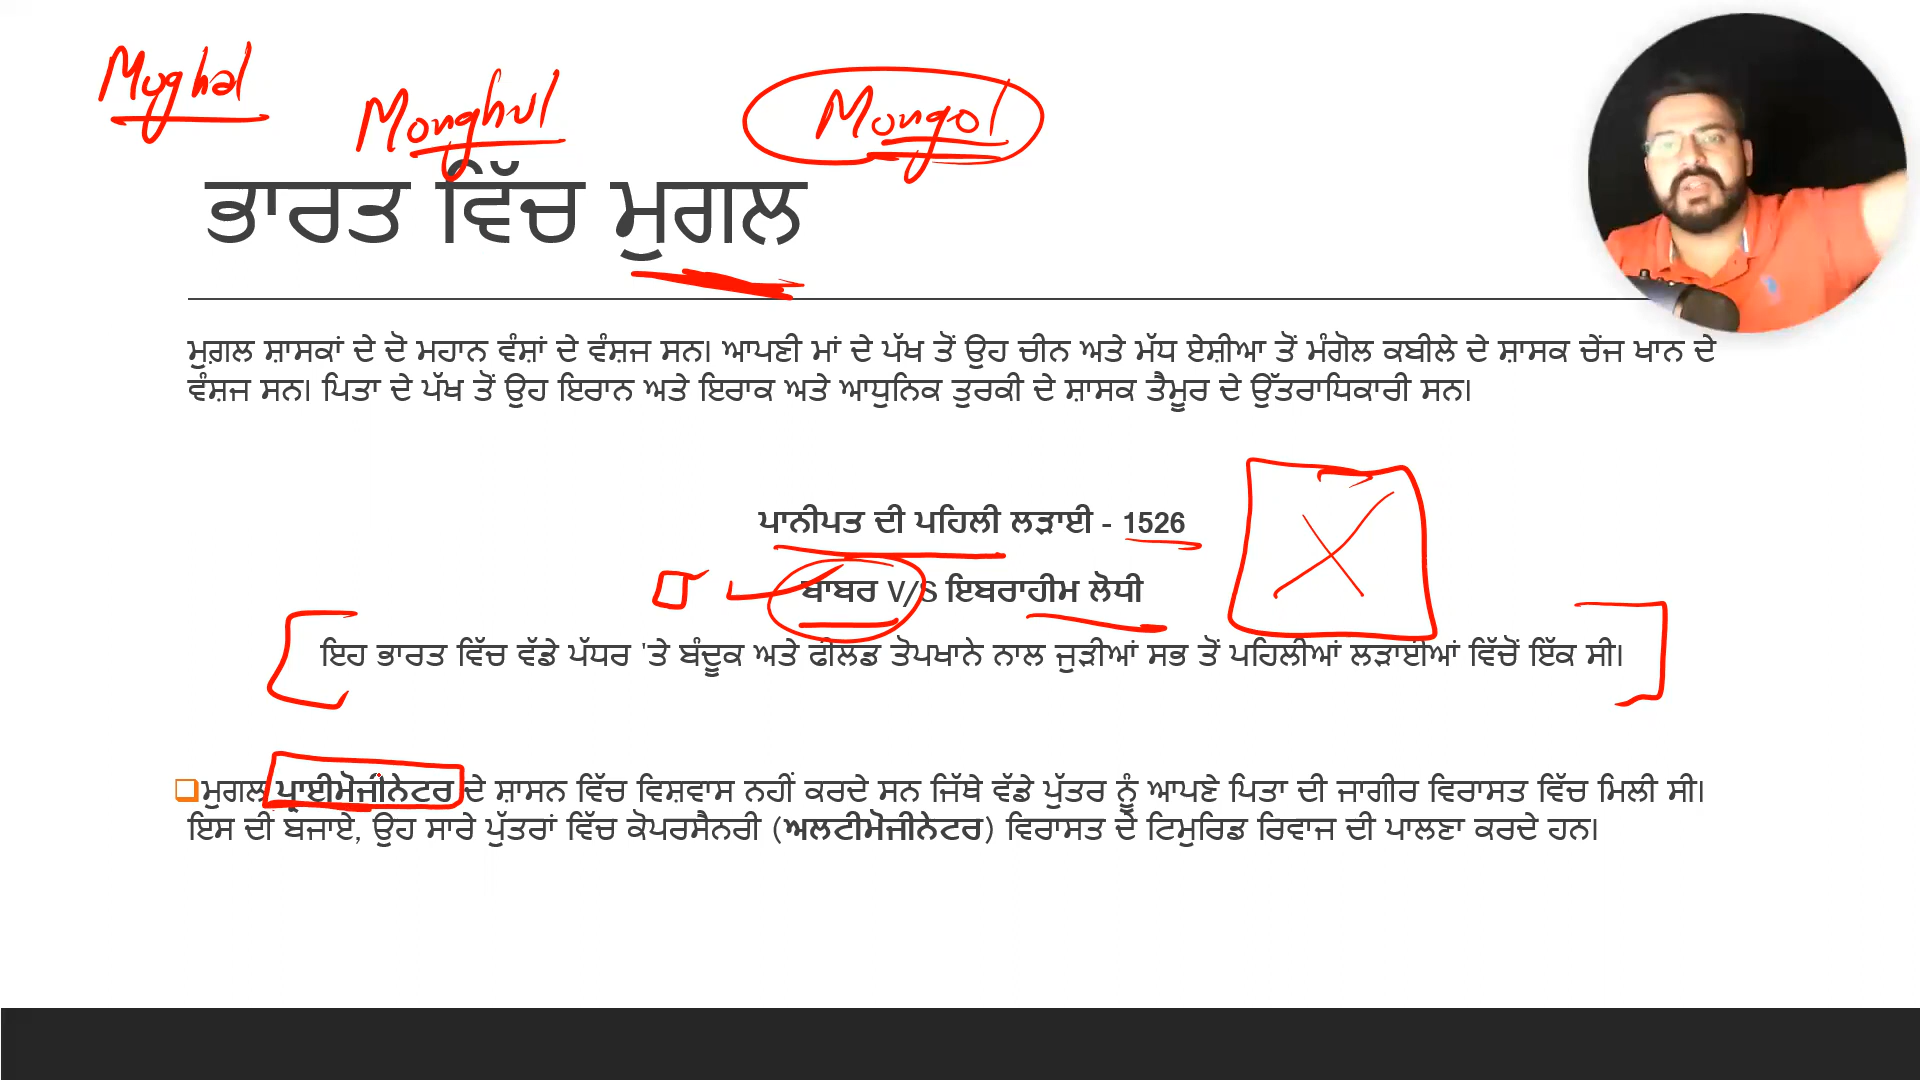 Mughal
Monghul
Mongol
ਭਾਰਤ ਵਿੱਚ ਮੁਗਲ
ਮੁਗ਼ਲ ਸ਼ਾਸਕਾਂ ਦੇ ਦੋ ਮਹਾਨ ਵੰਸ਼ਾਂ ਦੇ ਵੰਸ਼ਜ ਸਨ। ਆਪਣੀ ਮਾਂ ਦੇ ਪੱਖ ਤੋਂ ਉਹ ਚੀਨ ਅਤੇ ਮੱਧ ਏਸ਼ੀਆ ਤੋਂ ਮੰਗੋਲ ਕਬੀਲੇ ਦੇ ਸ਼ਾਸਕ ਚੇਂਜ ਖਾਨ ਦੇ
ਵੰਸ਼ਜ ਸਨ। ਪਿਤਾ ਦੇ ਪੱਖ ਤੋਂ ਉਹ ਇਰਾਨ ਅਤੇ ਇਰਾਕ ਅਤੇ ਆਧੁਨਿਕ ਤੁਰਕੀ ਦੇ ਸ਼ਾਸਕ ਤੈਮੂਰ ਦੇ ਉੱਤਰਾਧਿਕਾਰੀ ਸਨ।
ਪਾਨੀਪਤ ਦੀ ਪਹਿਲੀ ਲੜਾਈ - 1526
ਬਾਬਰ V/S ਇਬਰਾਹੀਮ ਲੋਧੀ
ਇਹ ਭਾਰਤ ਵਿੱਚ ਵੱਡੇ ਪੱਧਰ 'ਤੇ ਬੰਦੂਕ ਅਤੇ ਫੀਲਡ ਤੋਪਖਾਨੇ ਨਾਲ ਜੁੜੀਆਂ ਸਭ ਤੋਂ ਪਹਿਲੀਆਂ ਲੜਾਈਆਂ ਵਿੱਚੋਂ ਇੱਕ ਸੀ।
ਮੁਗਲ ਪ੍ਰਾਈਮੋਜੀਨੇਟਰ ਦੇ ਸ਼ਾਸਨ ਵਿੱਚ ਵਿਸ਼ਵਾਸ ਨਹੀਂ ਕਰਦੇ ਸਨ ਜਿੱਥੇ ਵੱਡੇ ਪੁੱਤਰ ਨੂੰ ਆਪਣੇ ਪਿਤਾ ਦੀ ਜਾਗੀਰ ਵਿਰਾਸਤ ਵਿੱਚ ਮਿਲੀ ਸੀ।
ਇਸ ਦੀ ਬਜਾਏ, ਉਹ ਸਾਰੇ ਪੁੱਤਰਾਂ ਵਿੱਚ ਕੋਪਰਸੈਨਰੀ (ਅਲਟੀਮੋਜੀਨੇਟਰ) ਵਿਰਾਸਤ ਦੇ ਟਿਮੁਰਿਡ ਰਿਵਾਜ ਦੀ ਪਾਲਣਾ ਕਰਦੇ ਹਨ।